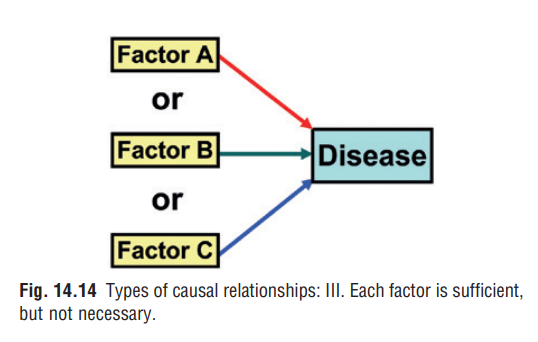 Factor A
or
Factor B
Disease
or
Factor C
Fig. 14.14 Types of causal relationships: III. Each factor is sufficient,
but not necessary.